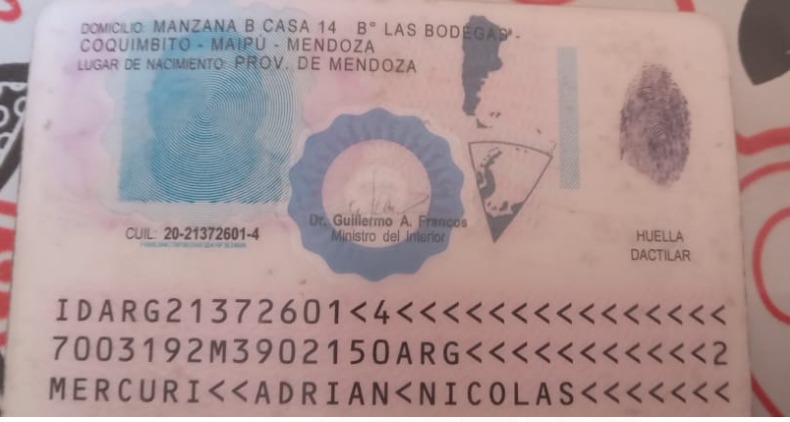 DOMICILIO: MANZANA B CASA 14 B° LAS BODEGAS -
COQUIMBITO - MAIPÚ - MENDOZA
LUGAR DE NACIMIENTO: PROV. DE MENDOZA
Dr. Guillermo A. Francos
Ministro del Interior
CUIL: 20-21372601-4
HUELLA
DACTILAR
IDARG21372601<4<<<<<<<<<<<<<<<
7003192M3902150ARG<<<<<<<<<<<2
MERCURI<<ADRIAN<NICOLAS<<<<<<<